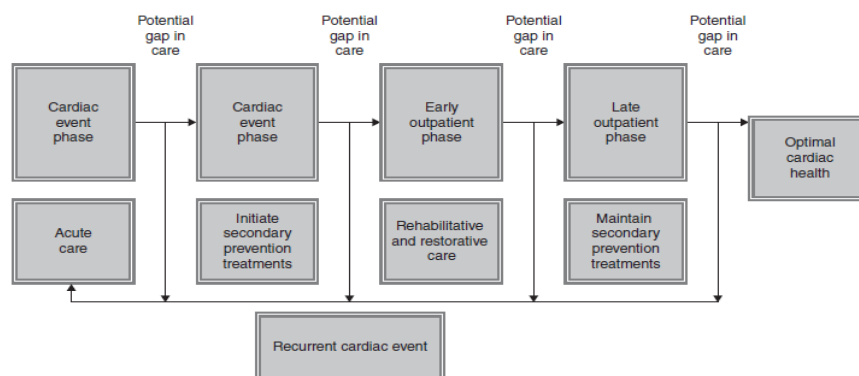 Potential
gap in
care
Potential
gap in
care
Potential
gap in
care
Potential
gap in
care
Cardiac
event
phase
Cardiac
event
phase
Early
outpatient
phase
Late
outpatient
phase
Optimal
cardiac
health
Acute
care
Initiate
secondary
prevention
treatments
Rehabilitative
and restorative
care
Maintain
secondary
prevention
treatments
Recurrent cardiac event